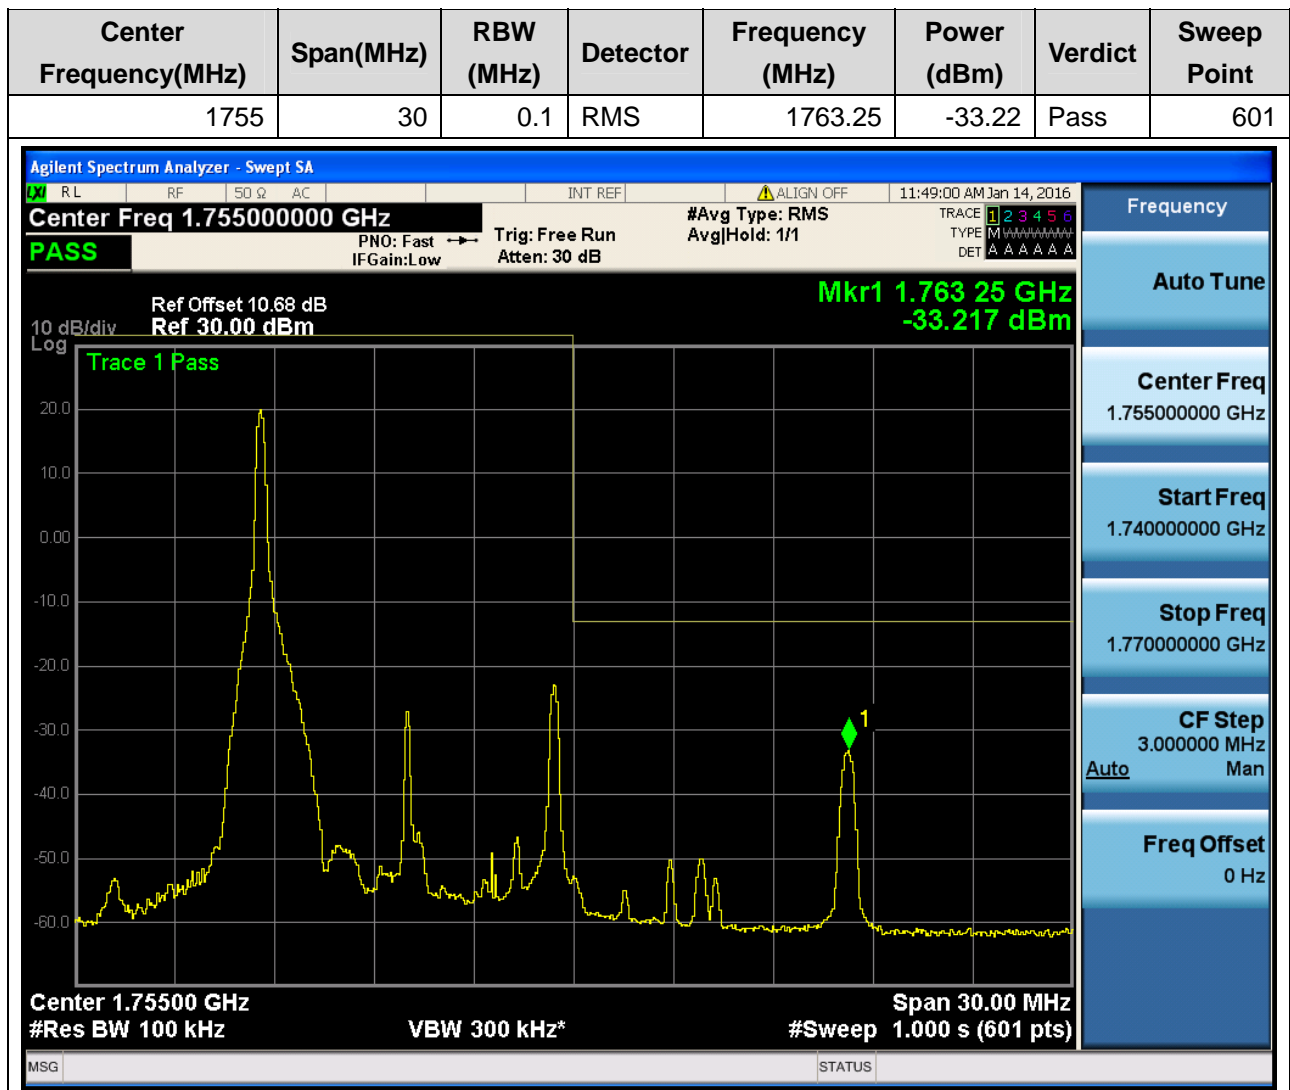 Center Frequency(MHz) Span(MHz) RBW (MHz) Detector Frequency (MHz) Power (dBm) Verdict Sweep Point
1755 30 0.1 RMS 1763.25 -33.22 Pass 601
Agilent Spectrum Analyzer - Swept SA
LXI RL RF 50 Ω AC INT REF ALIGN OFF 11:49:00 AM Jan 14, 2016
Center Freq 1.755000000 GHz
PASS
PNO: Fast
IFGain:Low
Trig: Free Run
Atten: 30 dB
#Avg Type: RMS
Avg|Hold: 1/1
TRACE 1 2 3 4 5 6
TYPE M
DET A A A A A A
Mkr1 1.763 25 GHz
-33.217 dBm
Ref Offset 10.68 dB
10 dB/div Ref 30.00 dBm
Log
Trace 1 Pass
20.0
10.0
0.00
-10.0
-20.0
-30.0
-40.0
-50.0
-60.0
1
Center 1.75500 GHz Span 30.00 MHz
#Res BW 100 kHz VBW 300 kHz* #Sweep 1.000 s (601 pts)
MSG STATUS
Frequency
Auto Tune
Center Freq
1.755000000 GHz
Start Freq
1.740000000 GHz
Stop Freq
1.770000000 GHz
CF Step
3.000000 MHz
Auto Man
Freq Offset
0 Hz